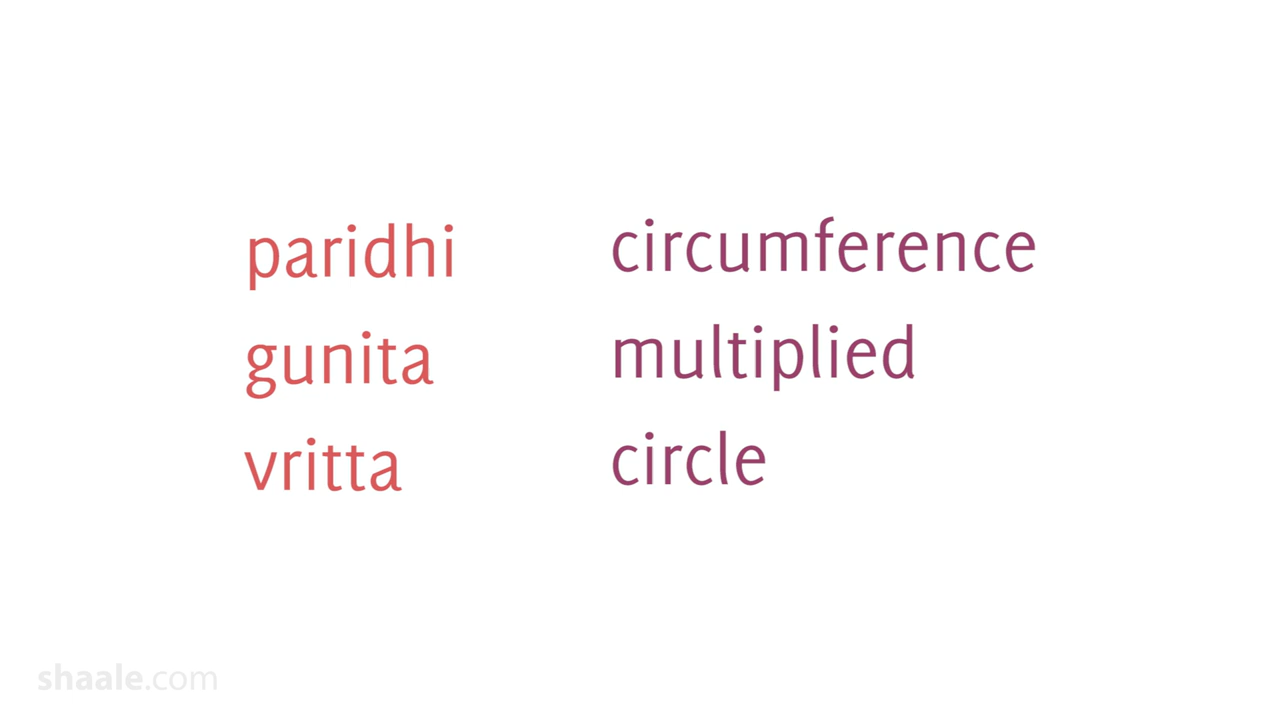 paridhi circumference
gunita multiplied
vritta circle
shaale.com